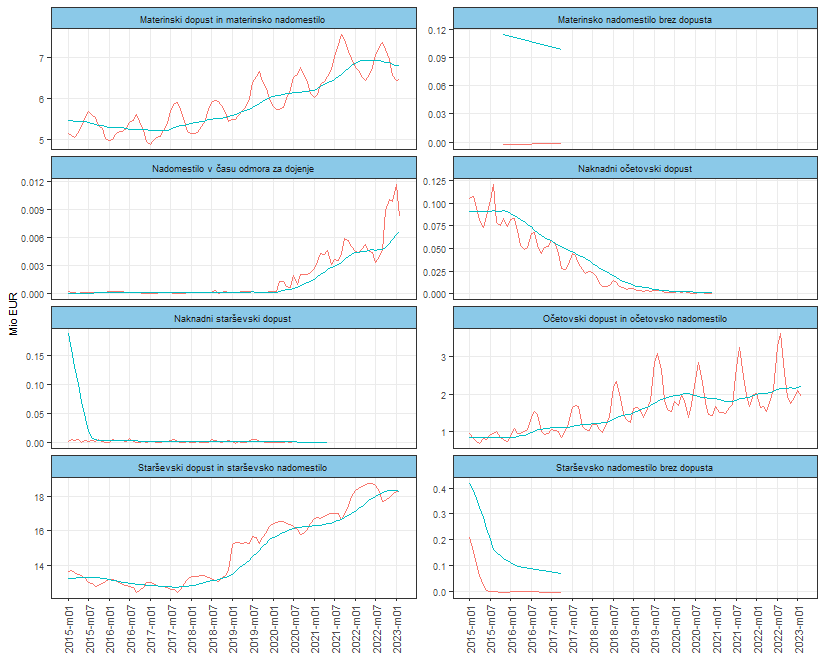 Materinski dopust in materinsko nadomestilo
Materinsko nadomestilo brez dopusta
7
6
5
0.12
0.09
0.06
0.03
0.00
Nadomestilo v času odmora za dojenje
Naknadni očetovski dopust
0.012
0.009
0.006
0.003
0.000
0.125
0.100
0.075
0.050
0.025
0.000
Mio EUR
Naknadni starševski dopust
Očetovski dopust in očetovsko nadomestilo
0.15
0.10
0.05
0.00
3
2
1
Starševski dopust in starševsko nadomestilo
Starševsko nadomestilo brez dopusta
18
16
14
0.4
0.3
0.2
0.1
0.0
2015-m01
2015-m07
2016-m01
2016-m07
2017-m01
2017-m07
2018-m01
2018-m07
2019-m01
2019-m07
2020-m01
2020-m07
2021-m01
2021-m07
2022-m01
2022-m07
2023-m01
2015-m01
2015-m07
2016-m01
2016-m07
2017-m01
2017-m07
2018-m01
2018-m07
2019-m01
2019-m07
2020-m01
2020-m07
2021-m01
2021-m07
2022-m01
2022-m07
2023-m01